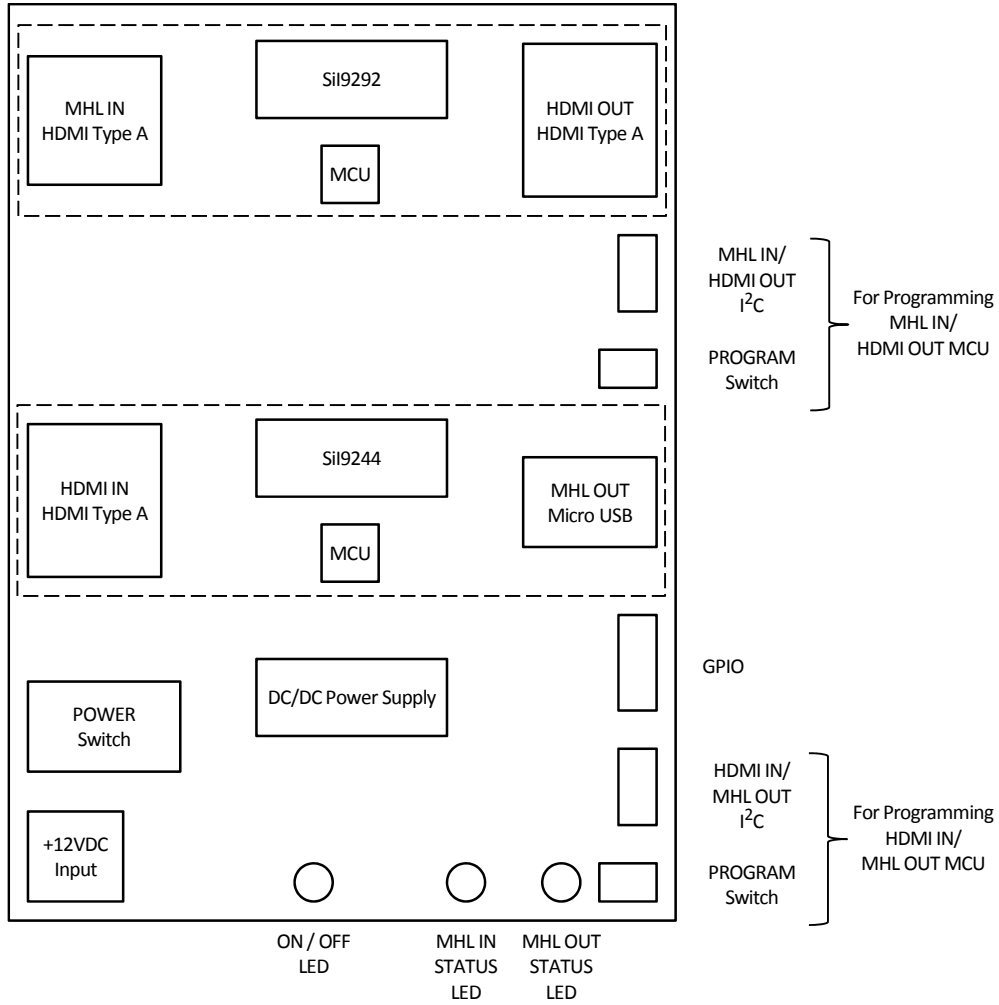 MHL IN
HDMI Type A
SiI9292
MCU
HDMI OUT
HDMI Type A
MHL IN/
HDMI OUT
I²C
PROGRAM
Switch
For Programming
MHL IN/
HDMI OUT MCU
HDMI IN
HDMI Type A
SiI9244
MCU
MHL OUT
Micro USB
GPIO
POWER
Switch
DC/DC Power Supply
HDMI IN/
MHL OUT
I²C
PROGRAM
Switch
For Programming
HDMI IN/
MHL OUT MCU
+12VDC
Input
ON / OFF
LED
MHL IN
STATUS
LED
MHL OUT
STATUS
LED